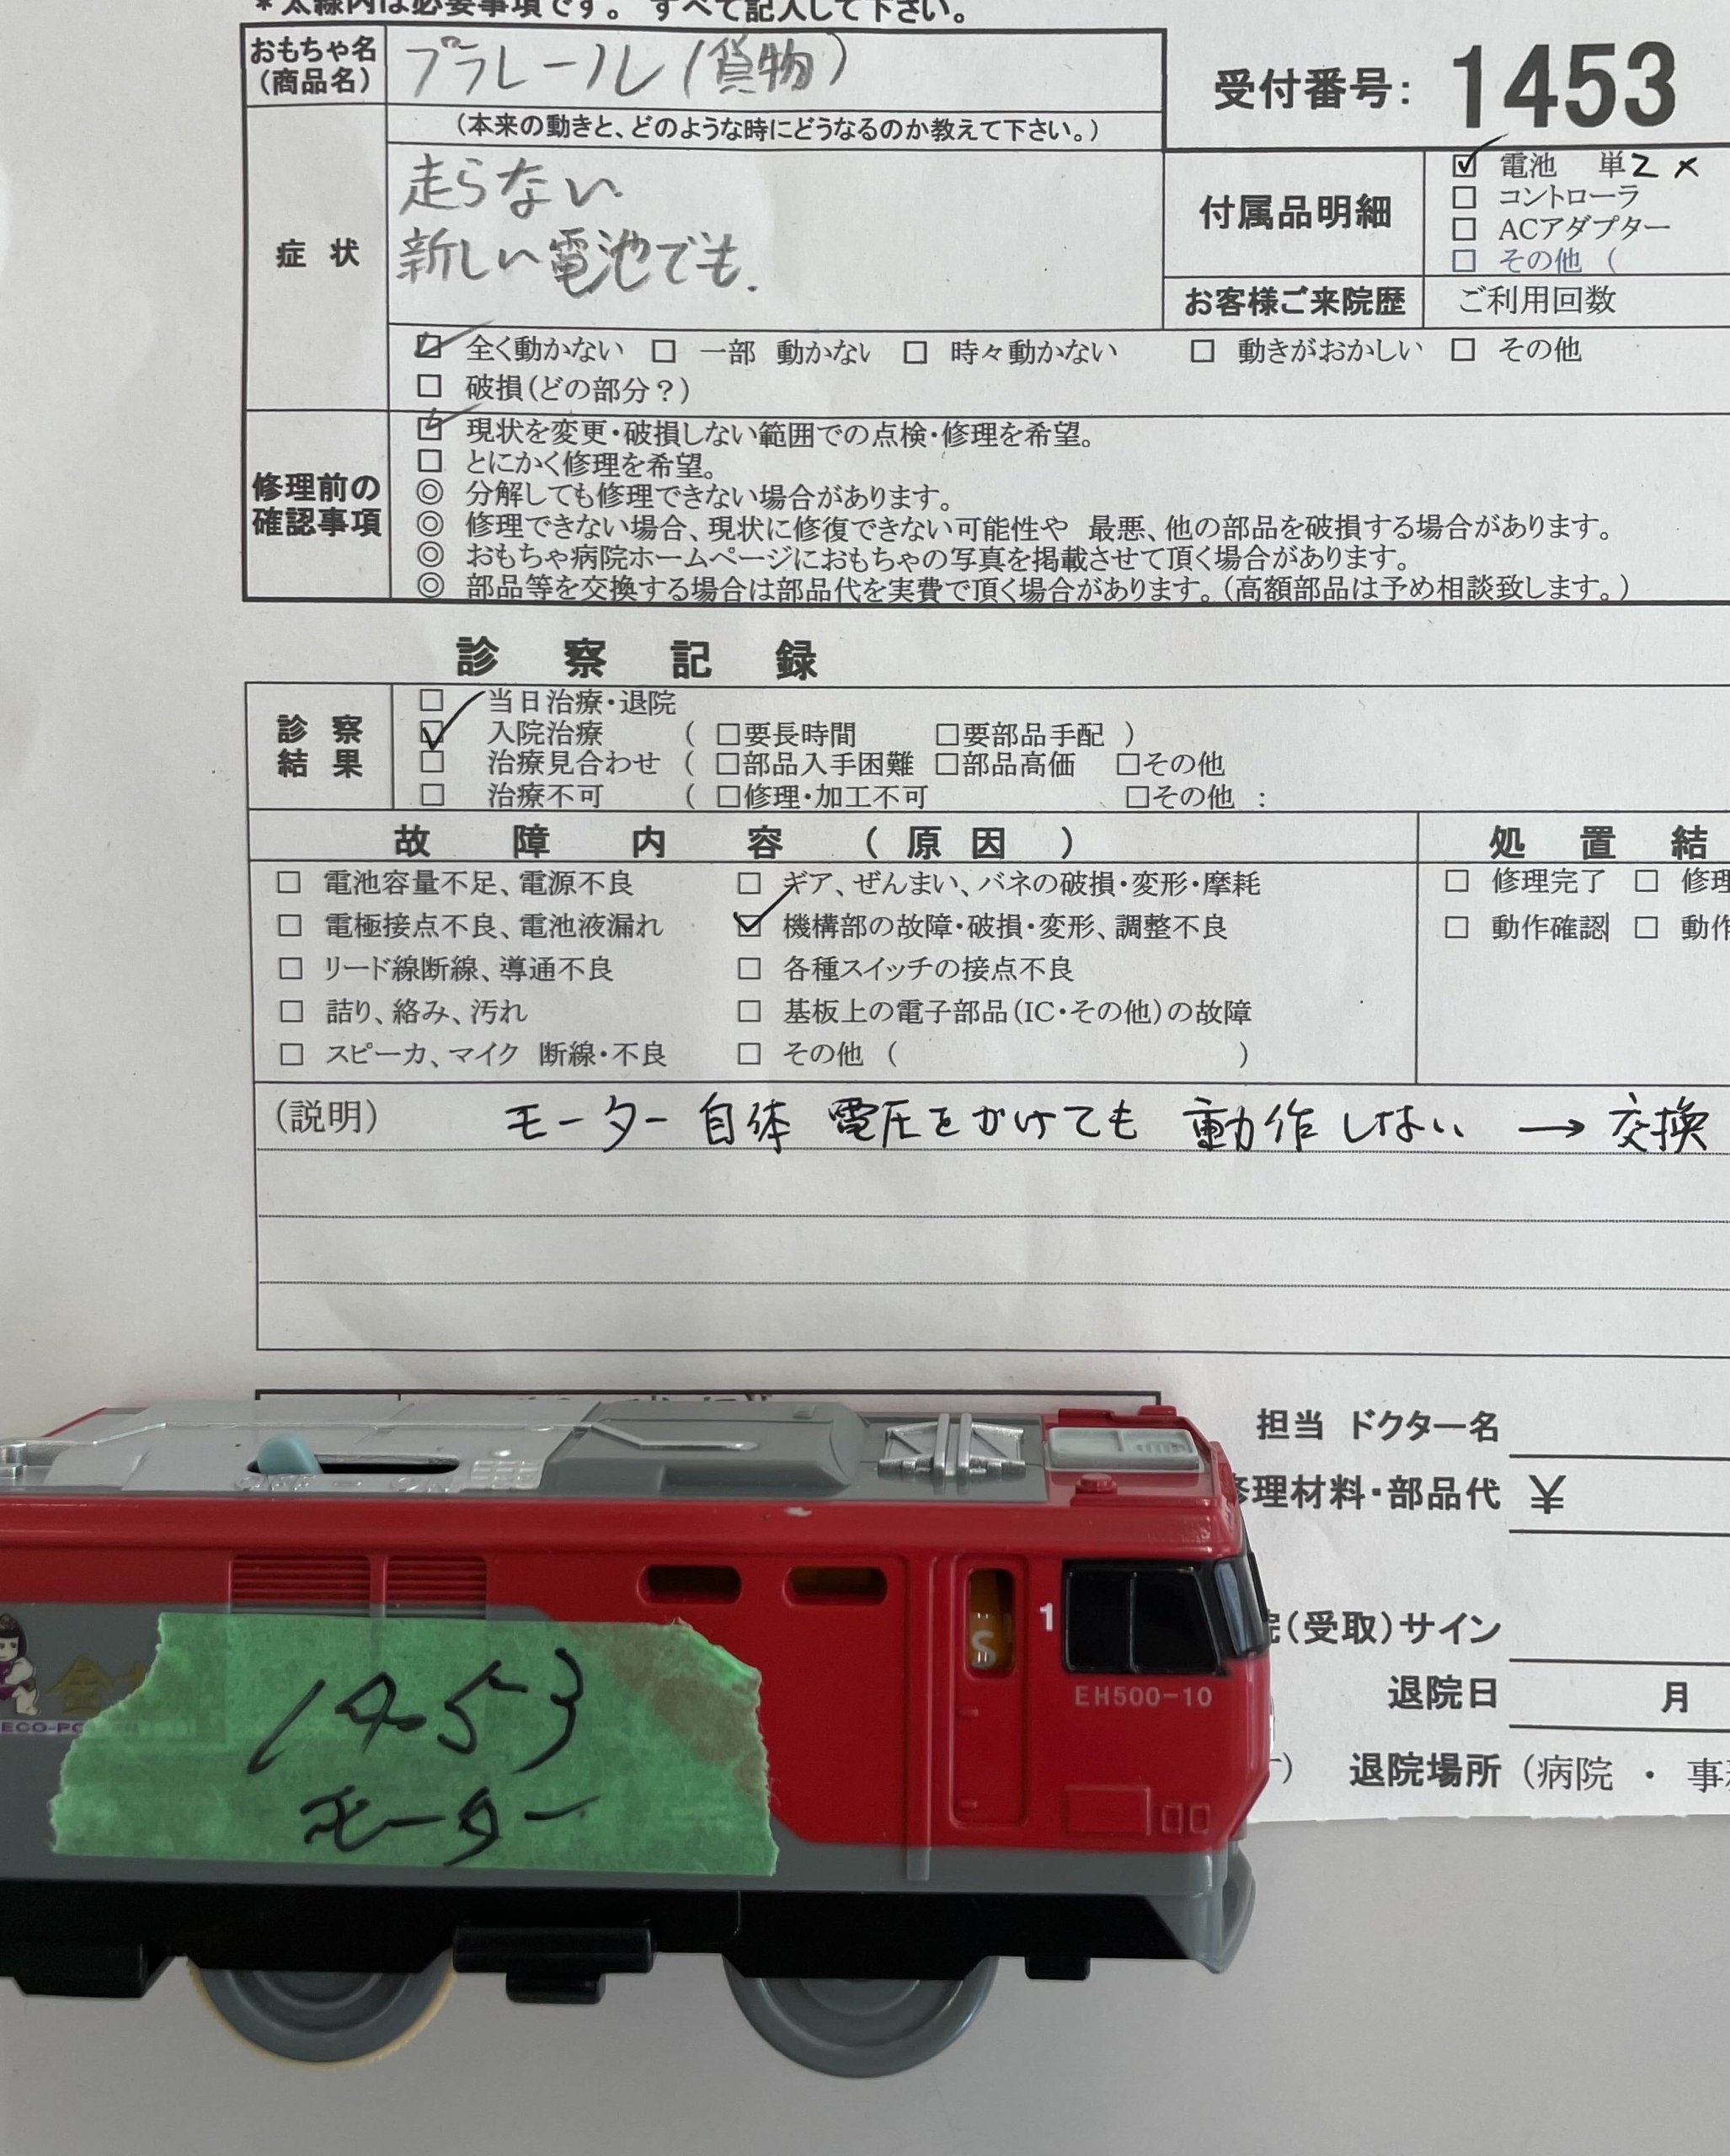 *太線内は必要事項です。 すべて記入して下さい。
おもちゃ名
(商品名)
プラレール(貨物)
受付番号: 1453
(本来の動きと、どのような時にどうなるのか教えて下さい。)
症 状
走らない
新しい電池でも.
付属品明細
☑ 電池 単2 ×
□ コントローラ
□ ACアダプター
□ その他 (
お客様ご来院歴
ご利用回数
☑ 全く動かない □ 一部 動かない □ 時々動かない □ 動きがおかしい □ その他
□ 破損(どの部分?)
修理前の
確認事項
☑ 現状を変更・破損しない範囲での点検・修理を希望。
□ とにかく修理を希望。
◎ 分解しても修理できない場合があります。
◎ 修理できない場合、現状に修復できない可能性や 最悪、他の部品を破損する場合があります。
◎ おもちゃ病院ホームページにおもちゃの写真を掲載させて頂く場合があります。
◎ 部品等を交換する場合は部品代を実費で頂く場合があります。(高額部品は予め相談致します。)
診 察 記 録
診 察
結 果
□ 当日治療・退院
☑ 入院治療 ( □要長時間 □要部品手配 )
□ 治療見合わせ ( □部品入手困難 □部品高価 □その他
□ 治療不可 ( □修理・加工不可 □その他 :
故 障 内 容 ( 原 因 )
処 置 結
□ 電池容量不足、電源不良 □ ギア、ぜんまい、バネの破損・変形・摩耗
□ 修理完了 □ 修理
□ 電極接点不良、電池液漏れ ☑ 機構部の故障・破損・変形、調整不良
□ 動作確認 □ 動作
□ リード線断線、導通不良 □ 各種スイッチの接点不良
□ 詰り、絡み、汚れ □ 基板上の電子部品(IC・その他)の故障
□ スピーカ、マイク 断線・不良 □ その他 ( )
(説明) モーター自体 電圧をかけても 動作しない → 交換
担当 ドクター名
修理材料・部品代 ¥
院(受取)サイン
退院日 月
退院場所 (病院 ・ 事
1
EH500-10
1453
モーター